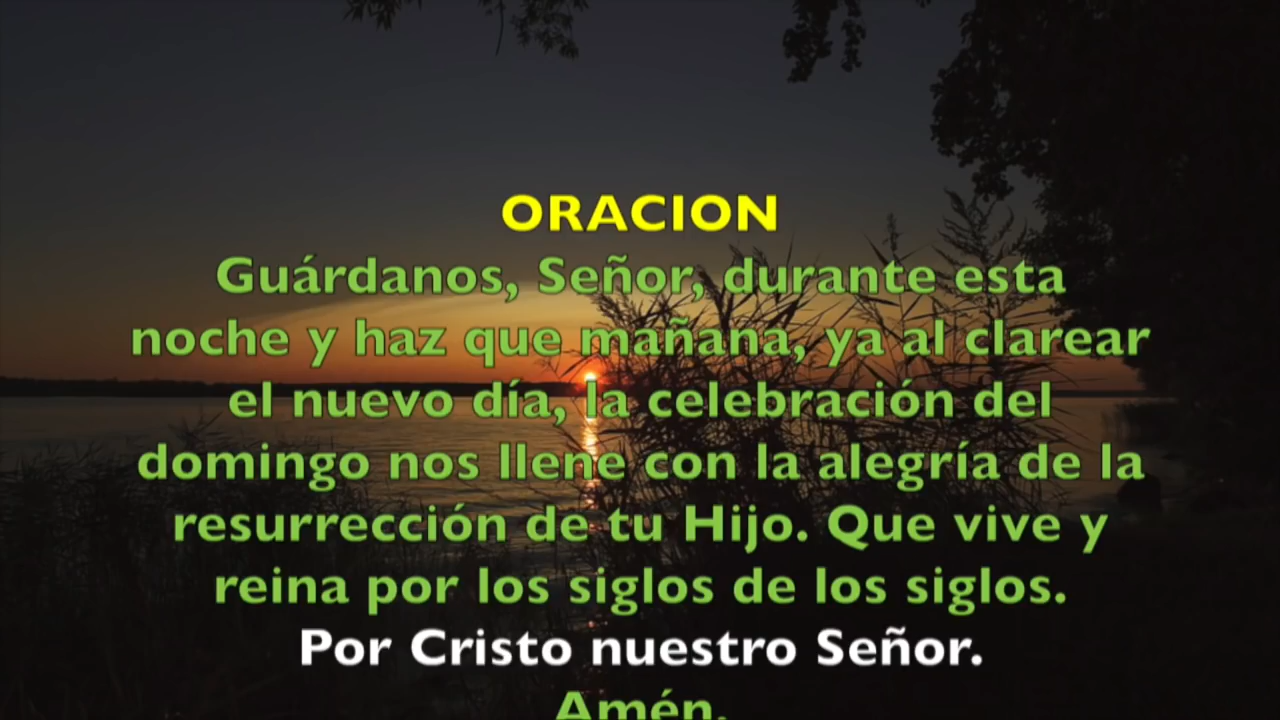 ORACION
Guárdanos, Señor, durante esta
noche y haz que mañana, ya al clarear
el nuevo día, la celebración del
domingo nos llene con la alegría de la
resurrección de tu Hijo. Que vive y
reina por los siglos de los siglos.
Por Cristo nuestro Señor.
Amén.